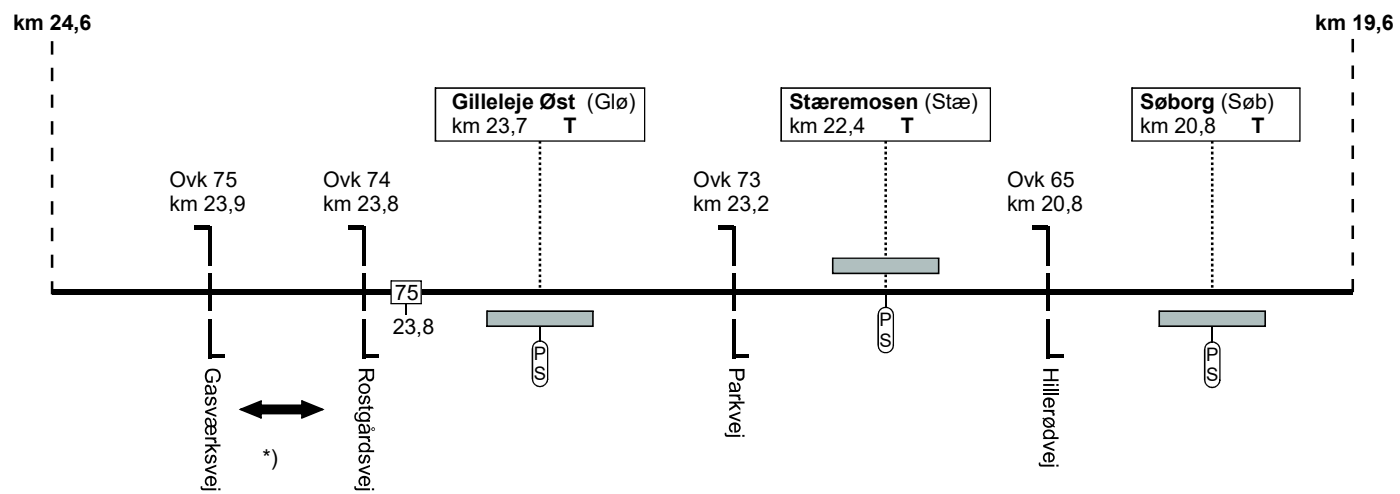 km 24,6
km 19,6
Gilleleje Øst (Glø)
km 23,7 T
Stæremosen (Stæ)
km 22,4 T
Søborg (Søb)
km 20,8 T
Ovk 75
km 23,9
Ovk 74
km 23,8
Ovk 73
km 23,2
Ovk 65
km 20,8
75
23,8
P
S
P
S
P
S
Gasværksvej
*)
Rostgårdsvej
Parkvej
Hillerødvej